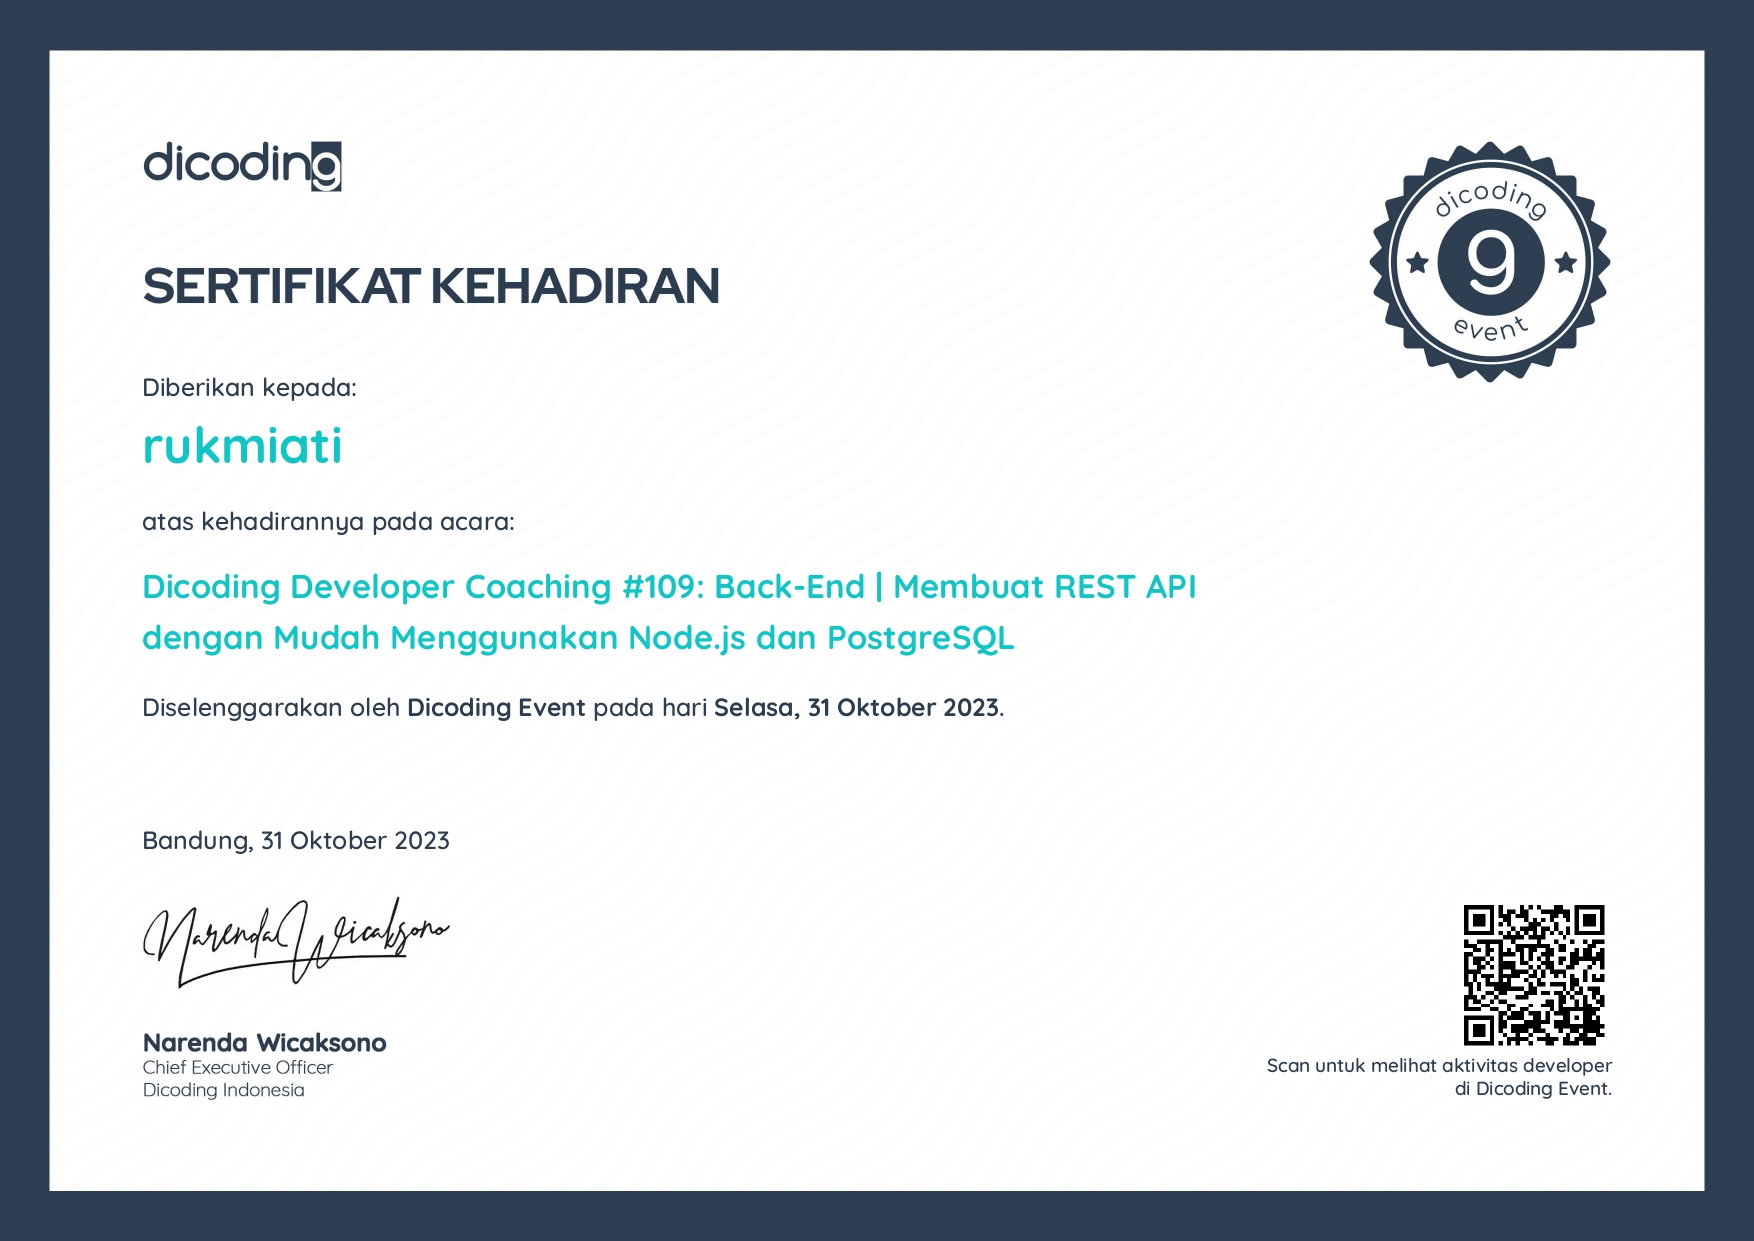 dicoding
SERTIFIKAT KEHADIRAN
dicoding
g
event
Diberikan kepada:
rukmiati
atas kehadirannya pada acara:
Dicoding Developer Coaching #109: Back-End | Membuat REST API
dengan Mudah Menggunakan Node.js dan PostgreSQL
Diselenggarakan oleh Dicoding Event pada hari Selasa, 31 Oktober 2023.
Bandung, 31 Oktober 2023
Narenda Wicaksono
Narenda Wicaksono
Chief Executive Officer
Dicoding Indonesia
Scan untuk melihat aktivitas developer
di Dicoding Event.